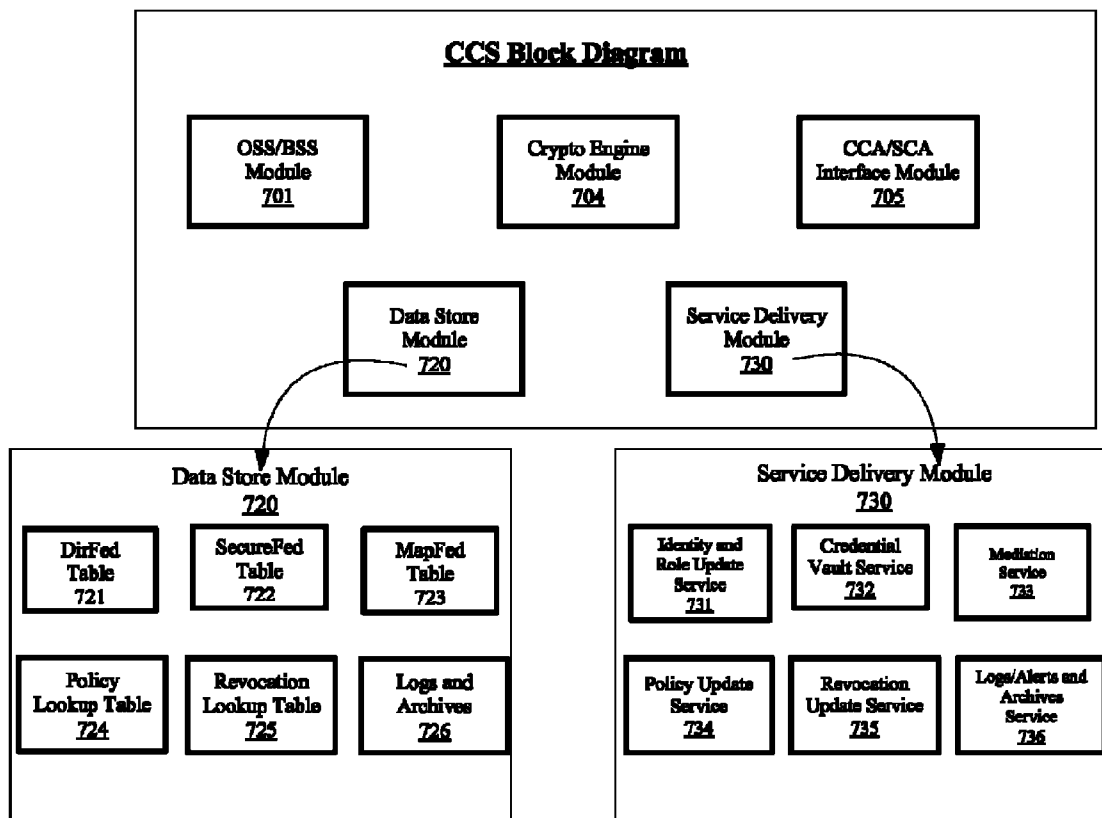 CCS Block Diagram
OSS/BSS
Module
701
Crypto Engine
Module
704
CCA/SCA
Interface Module
705
Data Store
Module
720
Service Delivery
Module
730
Data Store Module
720
DirFed
Table
721
SecureFed
Table
722
MapFed
Table
723
Policy
Lookup Table
724
Revocation
Lookup Table
725
Logs and
Archives
726
Service Delivery Module
730
Identity and
Role Update
Service
731
Credential
Vault Service
732
Mediation
Service
733
Policy Update
Service
734
Revocation
Update Service
735
Logs/Alerts and
Archives
Service
736